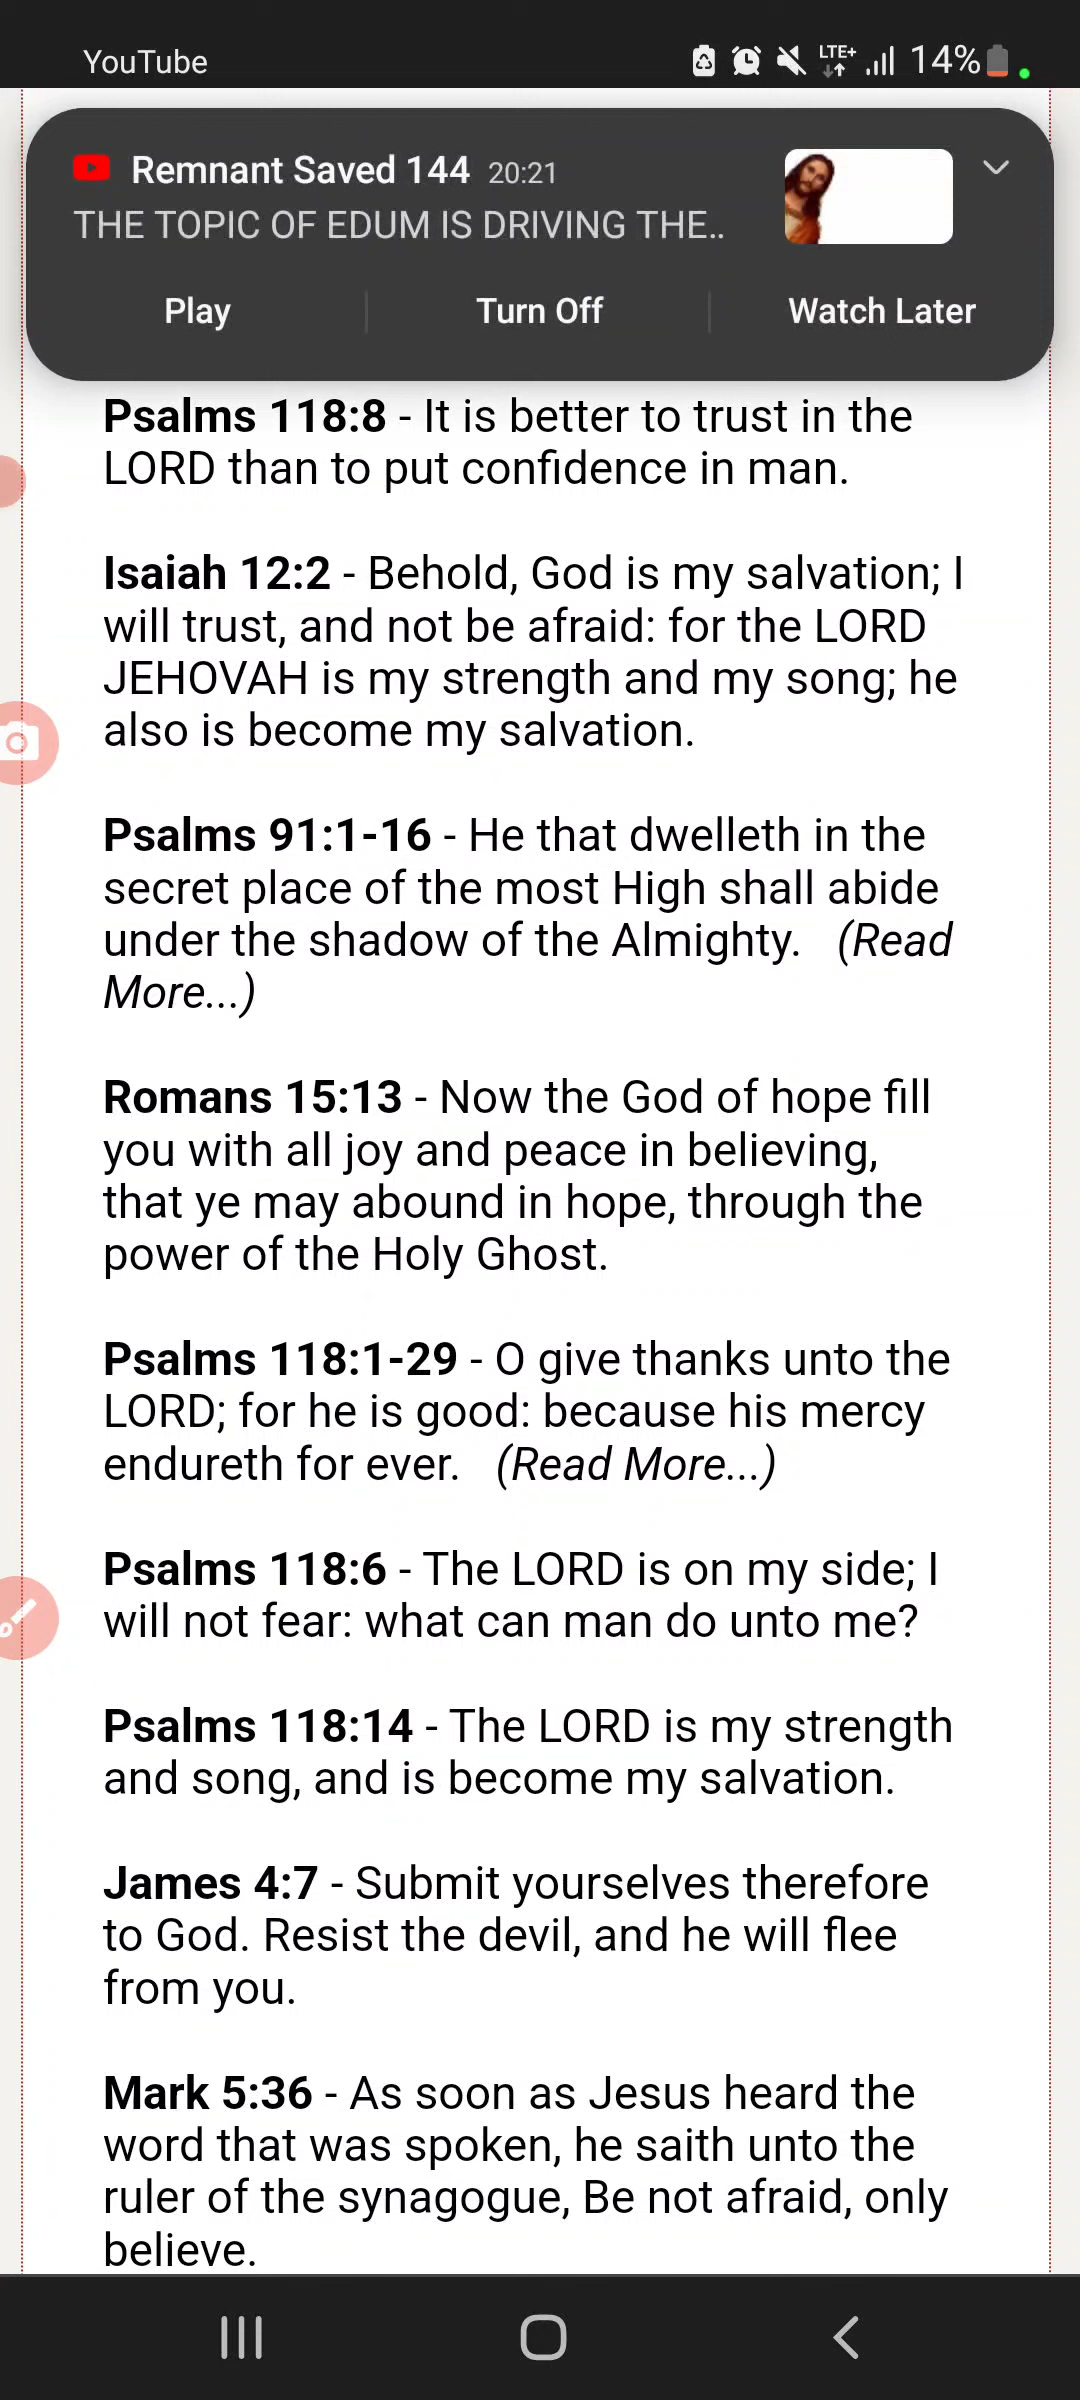 YouTube
LTE+ 14%
Remnant Saved 144 20:21
THE TOPIC OF EDUM IS DRIVING THE..
Play Turn Off Watch Later
Psalms 118:8 - It is better to trust in the
LORD than to put confidence in man.
Isaiah 12:2 - Behold, God is my salvation; I
will trust, and not be afraid: for the LORD
JEHOVAH is my strength and my song; he
also is become my salvation.
Psalms 91:1-16 - He that dwelleth in the
secret place of the most High shall abide
under the shadow of the Almighty. (Read
More...)
Romans 15:13 - Now the God of hope fill
you with all joy and peace in believing,
that ye may abound in hope, through the
power of the Holy Ghost.
Psalms 118:1-29 - O give thanks unto the
LORD; for he is good: because his mercy
endureth for ever. (Read More...)
Psalms 118:6 - The LORD is on my side; I
will not fear: what can man do unto me?
Psalms 118:14 - The LORD is my strength
and song, and is become my salvation.
James 4:7 - Submit yourselves therefore
to God. Resist the devil, and he will flee
from you.
Mark 5:36 - As soon as Jesus heard the
word that was spoken, he saith unto the
ruler of the synagogue, Be not afraid, only
believe.